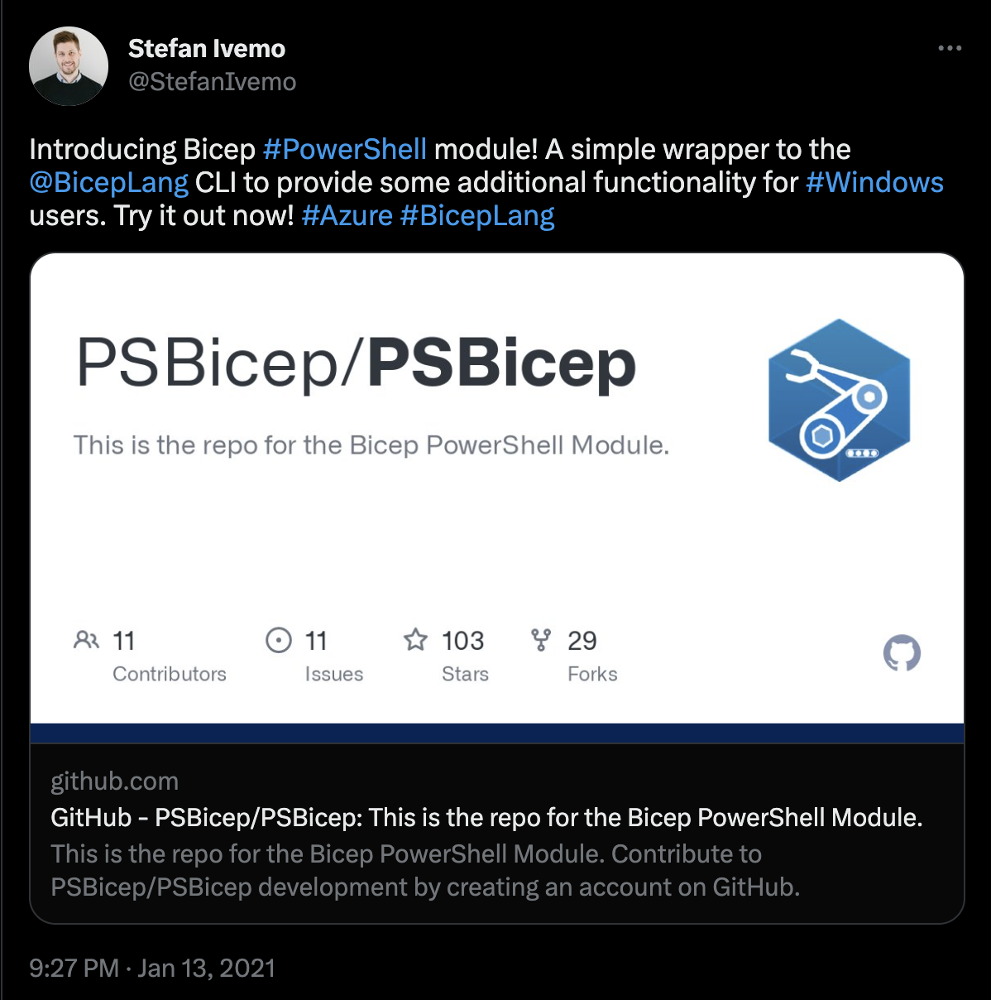 Stefan Ivemo
@StefanIvemo
Introducing Bicep #PowerShell module! A simple wrapper to the
@BicepLang CLI to provide some additional functionality for #Windows
users. Try it out now! #Azure #BicepLang
PSBicep/PSBicep
This is the repo for the Bicep PowerShell Module.
11
Contributors
11
Issues
103
Stars
29
Forks
github.com
GitHub - PSBicep/PSBicep: This is the repo for the Bicep PowerShell Module.
This is the repo for the Bicep PowerShell Module. Contribute to
PSBicep/PSBicep development by creating an account on GitHub.
9:27 PM · Jan 13, 2021